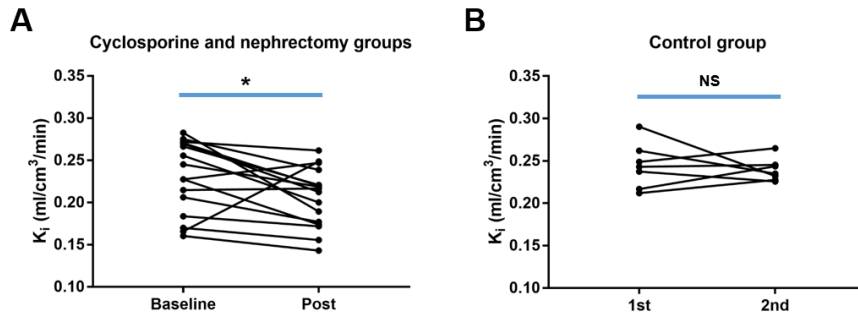 A
Cyclosporine and nephrectomy groups
*
Ki (ml/cm3/min)
0.35
0.30
0.25
0.20
0.15
0.10
Baseline Post
B
Control group
NS
Ki (ml/cm3/min)
0.35
0.30
0.25
0.20
0.15
0.10
1st 2nd